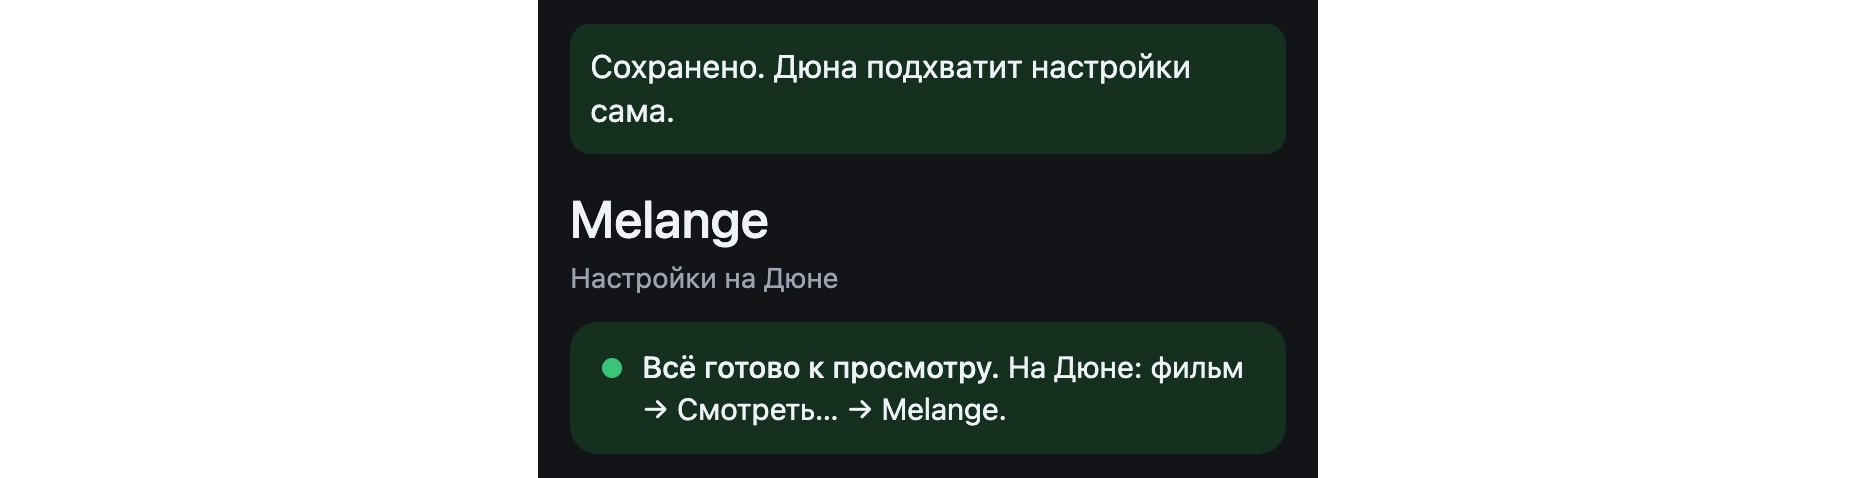 Сохранено. Дюна подхватит настройки
сама.
Melange
Настройки на Дюне
Всё готово к просмотру. На Дюне: фильм
→ Смотреть... → Melange.